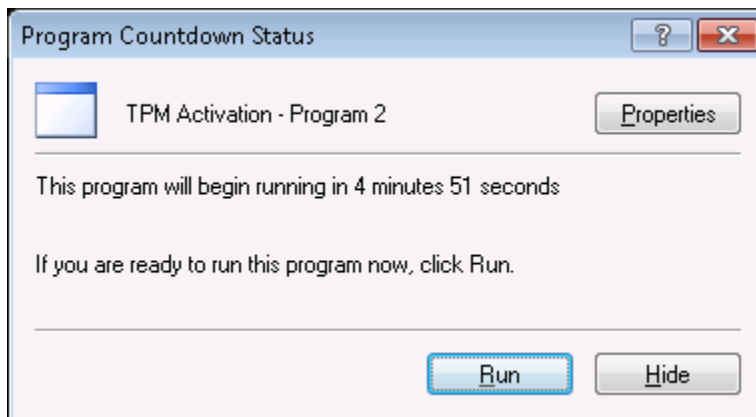 Program Countdown Status
TPM Activation - Program 2
Properties
This program will begin running in 4 minutes 51 seconds
If you are ready to run this program now, click Run.
Run
Hide